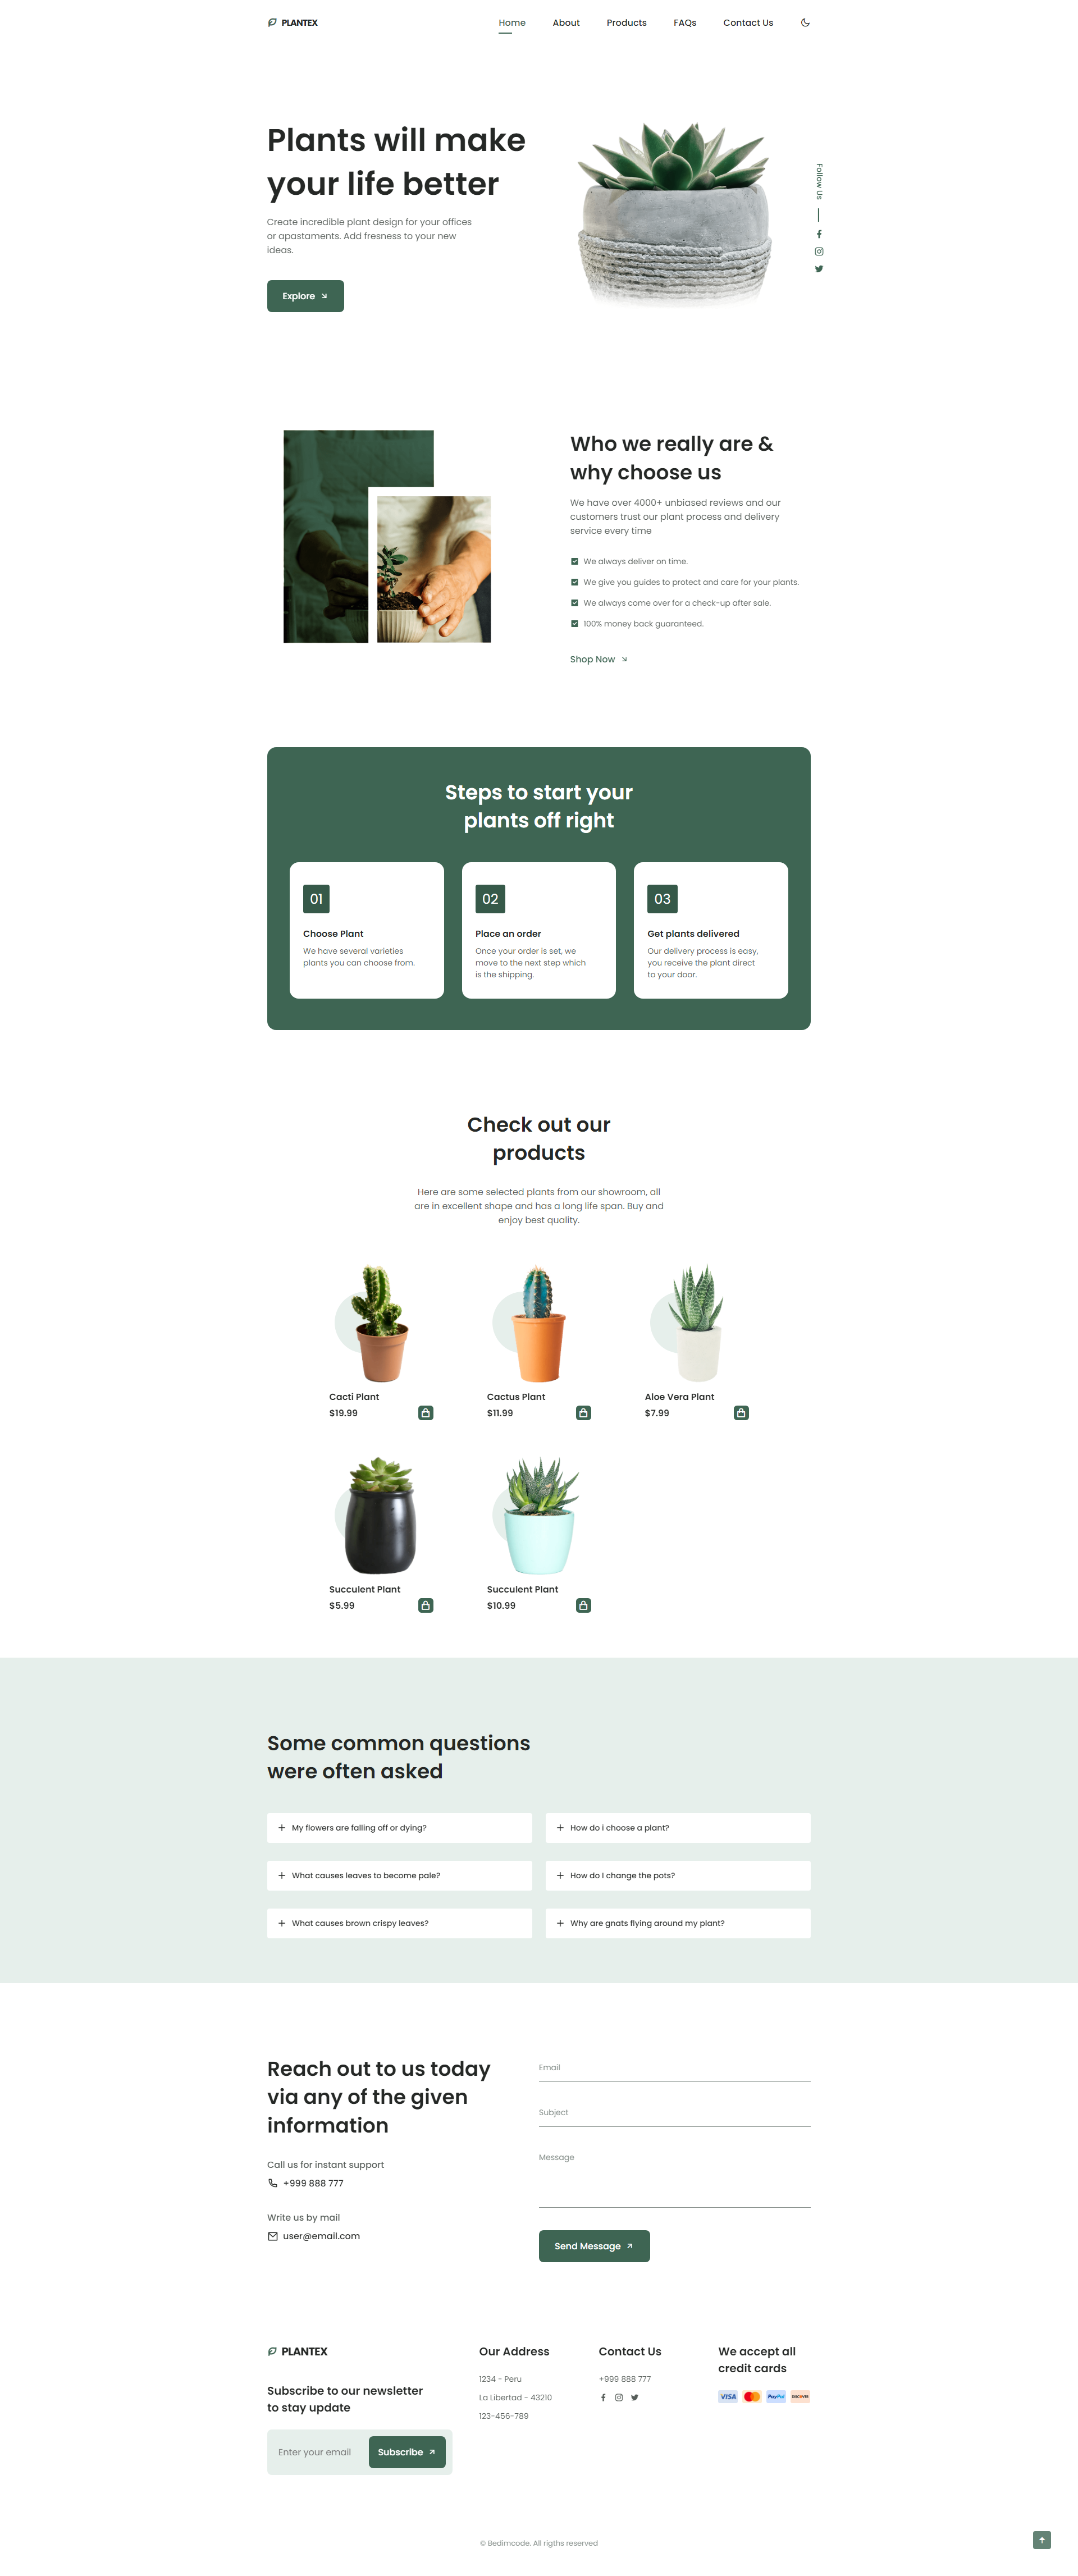 PLANTEX
Home
About
Products
FAQs
Contact Us
Plants will make
your life better
Create incredible plant design for your offices
or apastaments. Add fresness to your new
ideas.
Explore
Follow Us
Who we really are &
why choose us
We have over 4000+ unbiased reviews and our
customers trust our plant process and delivery
service every time
We always deliver on time.
We give you guides to protect and care for your plants.
We always come over for a check-up after sale.
100% money back guaranteed.
Shop Now
Steps to start your
plants off right
01
Choose Plant
We have several varieties
plants you can choose from.
02
Place an order
Once your order is set, we
move to the next step which
is the shipping.
03
Get plants delivered
Our delivery process is easy,
you receive the plant direct
to your door.
Check out our
products
Here are some selected plants from our showroom, all
are in excellent shape and has a long life span. Buy and
enjoy best quality.
Cacti Plant
$19.99
Cactus Plant
$11.99
Aloe Vera Plant
$7.99
Succulent Plant
$5.99
Succulent Plant
$10.99
Some common questions
were often asked
My flowers are falling off or dying?
How do i choose a plant?
What causes leaves to become pale?
How do I change the pots?
What causes brown crispy leaves?
Why are gnats flying around my plant?
Reach out to us today
via any of the given
information
Call us for instant support
+999 888 777
Write us by mail
user@email.com
Email
Subject
Message
Send Message
PLANTEX
Subscribe to our newsletter
to stay update
Enter your email
Subscribe
Our Address
1234 - Peru
La Libertad - 43210
123-456-789
Contact Us
+999 888 777
We accept all
credit cards
VISA
PayPal
DISCOVER
© Bedimcode. All rigths reserved